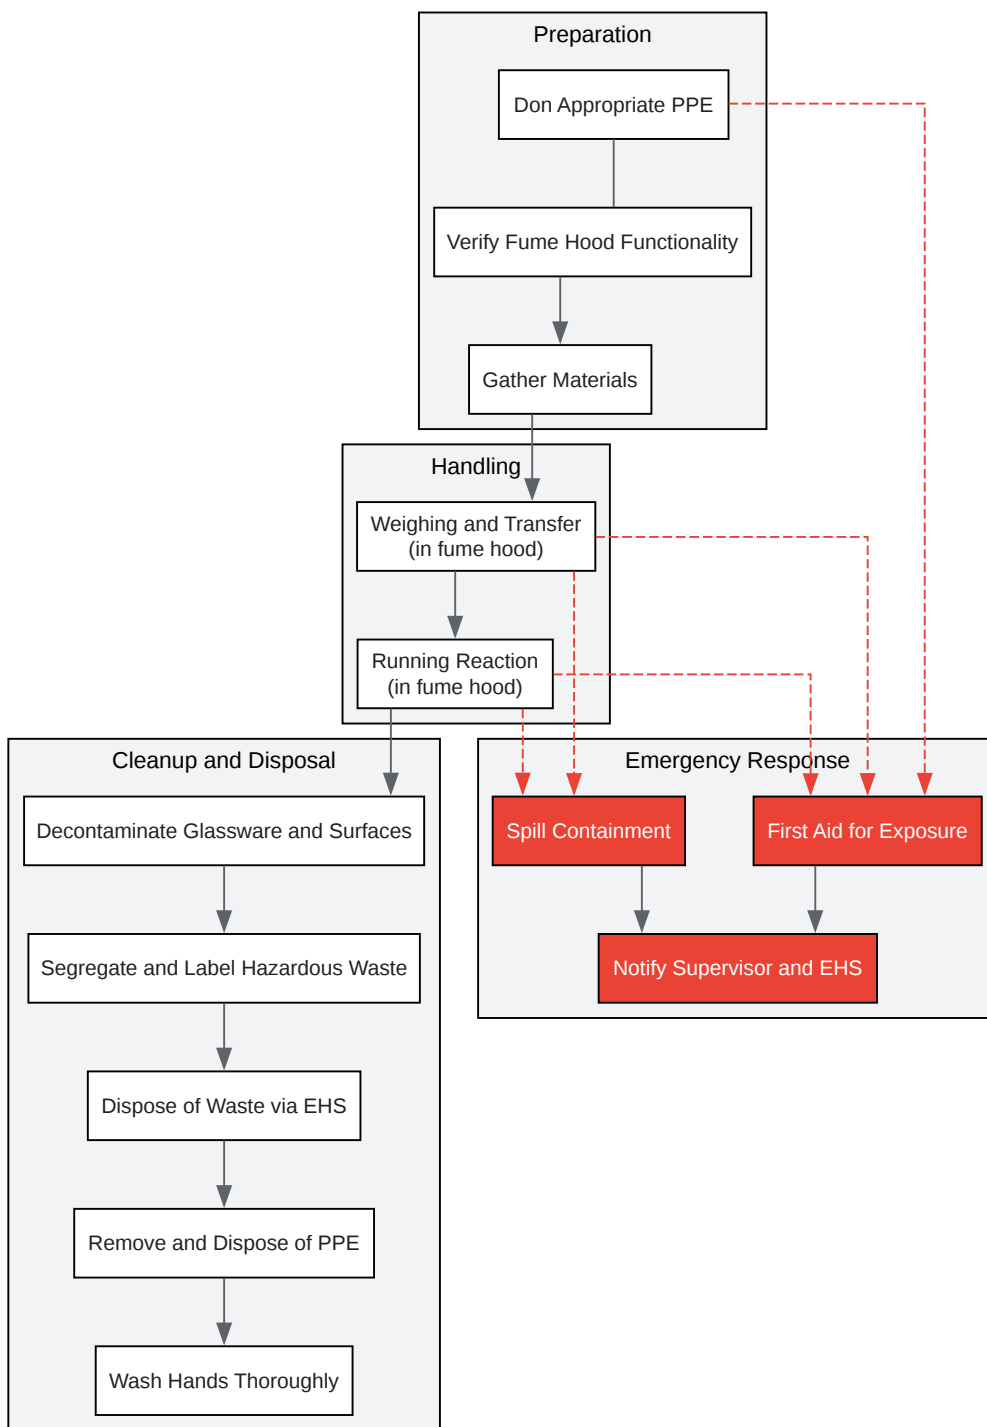 Preparation
Don Appropriate PPE
Verify Fume Hood Functionality
Gather Materials
Handling
Weighing and Transfer
(in fume hood)
Running Reaction
(in fume hood)
Cleanup and Disposal
Decontaminate Glassware and Surfaces
Segregate and Label Hazardous Waste
Dispose of Waste via EHS
Remove and Dispose of PPE
Wash Hands Thoroughly
Emergency Response
Spill Containment
First Aid for Exposure
Notify Supervisor and EHS